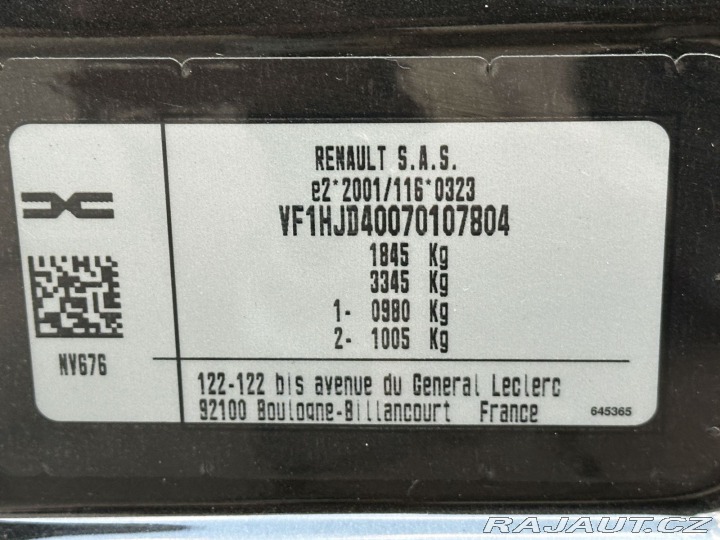 RENAULT S.A.S.
e2*2001/116*0323
VF1HJD40070107804
1845 Kg
3345 Kg
1- 0980 Kg
2- 1005 Kg
NV676
122-122 bis avenue du General Leclerc
92100 Boulogne-Billancourt France
645365
RAJAUT.CZ